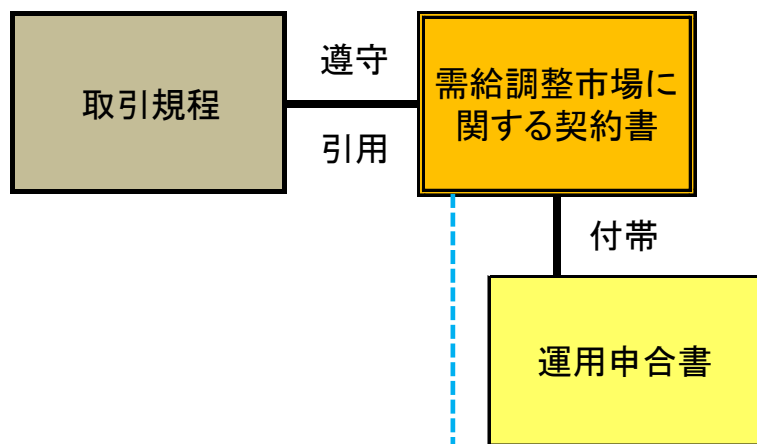 取引規程
遵守
引用
需給調整市場に
関する契約書
付帯
運用申合書